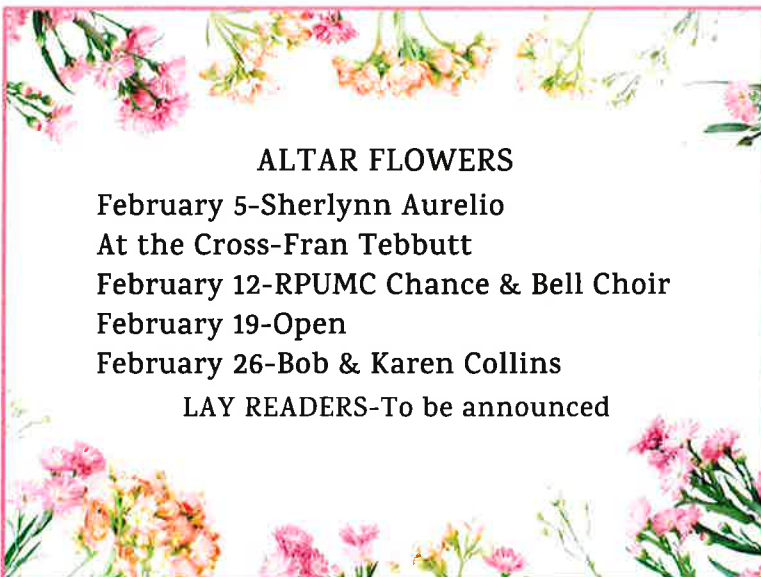 ALTAR FLOWERS
February 5-Sherlynn Aurelio
At the Cross-Fran Tebbutt
February 12-RPUMC Chance & Bell Choir
February 19-Open
February 26-Bob & Karen Collins
LAY READERS-To be announced